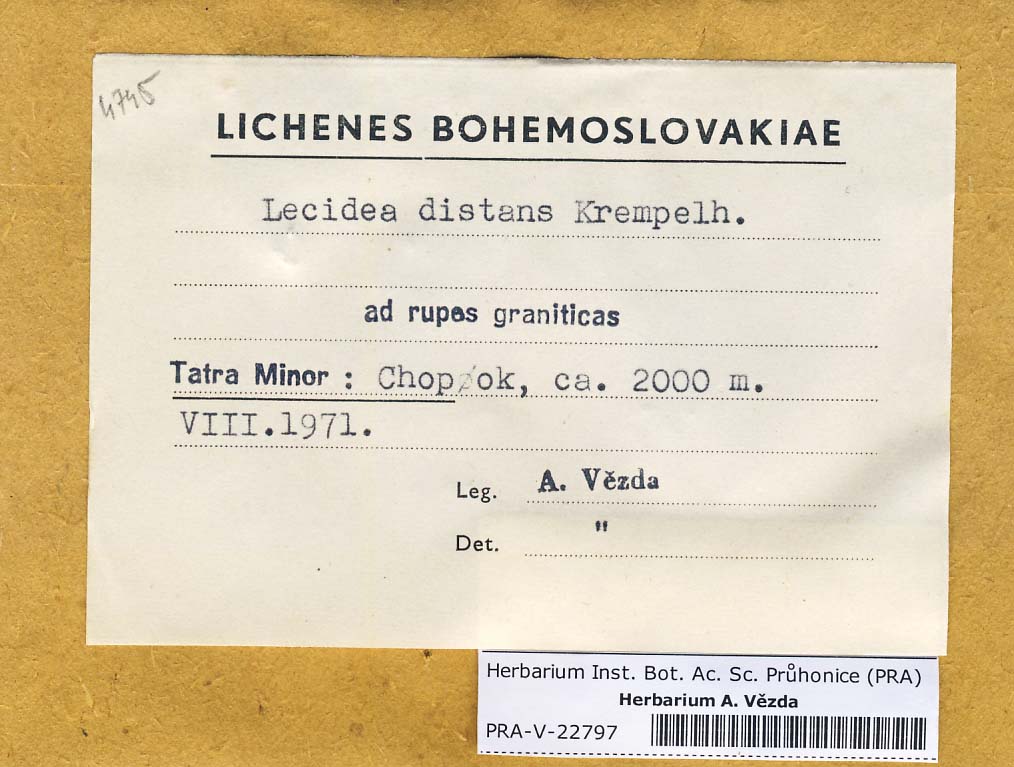 4745
LICHENES BOHEMOSLOVAKIAE
Lecidea distans Krempelh.
ad rupes graniticas
Tatra Minor : Chopok, ca. 2000 m.
VIII.1971.
Leg. A. Vězda
Det. "
Herbarium Inst. Bot. Ac. Sc. Průhonice (PRA)
Herbarium A. Vězda
PRA-V-22797